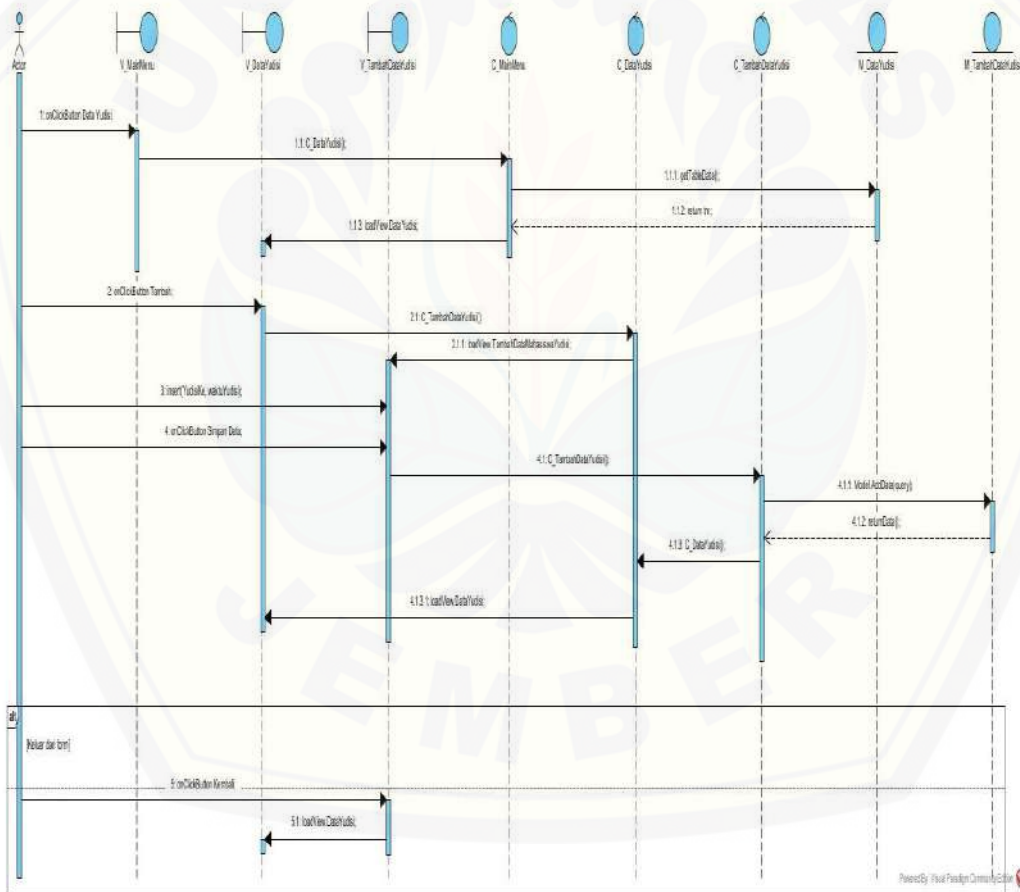 Actor
V_MainMenu
V_DataYudisi
V_TambahDataYudisi
C_MainMenu
C_DataYudisi
C_TambahDataYudisi
M_DataYudisi
M_TambahDataYudisi
1: onClickButton Data Yudisi;
1.1: C_DataYudisi();
1.1.1: getTableData();
1.1.2: return
1.1.3: loadView DataYudisi;
2: onClickButton Tambah;
2.1: C_TambahDataYudisi()
2.1.1: loadView TambahDataMahasiswaYudisi;
3: insert(YudisiKe, waktuYudisi);
4: onClickButton Simpan Data;
4.1: C_TambahDataYudisi();
4.1.1: Model.AddData(query);
4.1.2: returnData();
4.1.3: C_DataYudisi();
4.1.3.1: loadView DataYudisi;
alt
[Keluar dari form]
5: onClickButton Kembali
5.1: loadView DataYudisi;
Powered By Visual Paradigm Community Edition
JEMBER